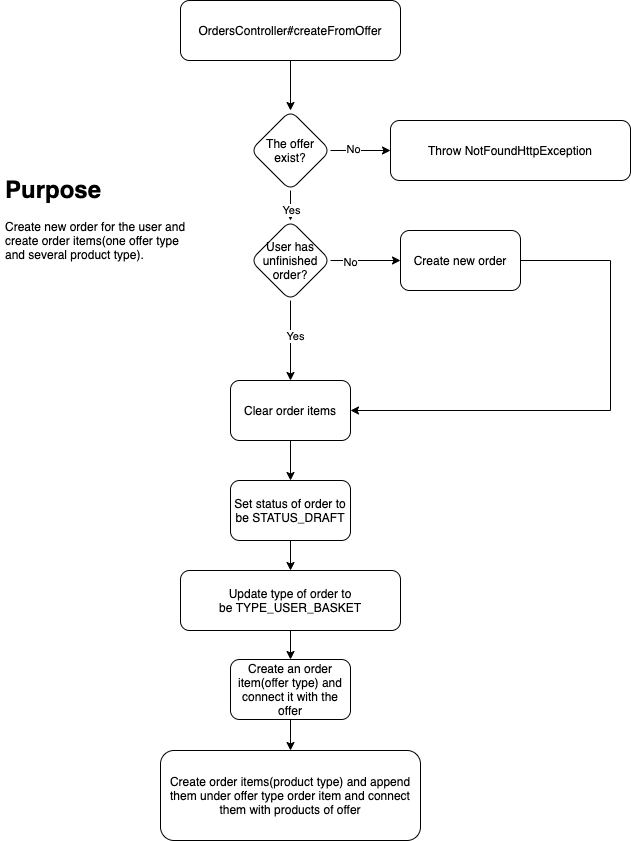 OrdersController#createFromOffer
The offer
exist?
No
Throw NotFoundHttpException
Purpose
Create new order for the user and
create order items(one offer type
and several product type).
Yes
User has
unfinished
order?
No
Create new order
Yes
Clear order items
Set status of order to
be STATUS_DRAFT
Update type of order to
be TYPE_USER_BASKET
Create an order
item(offer type) and
connect it with the
offer
Create order items(product type) and append
them under offer type order item and connect
them with products of offer